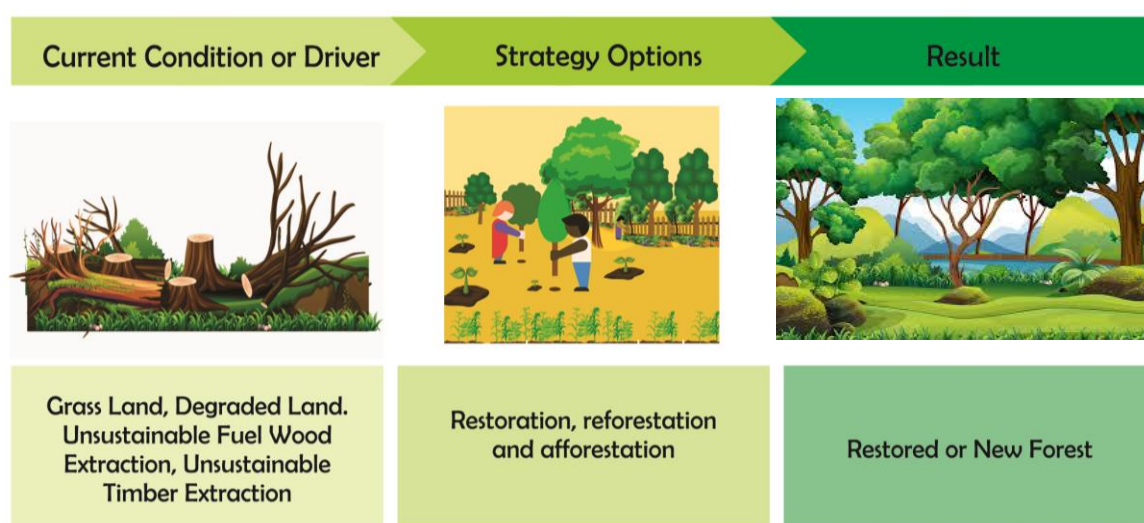 Current Condition or Driver
Strategy Options
Result
Grass Land, Degraded Land.
Unsustainable Fuel Wood
Extraction, Unsustainable
Timber Extraction
Restoration, reforestation
and afforestation
Restored or New Forest